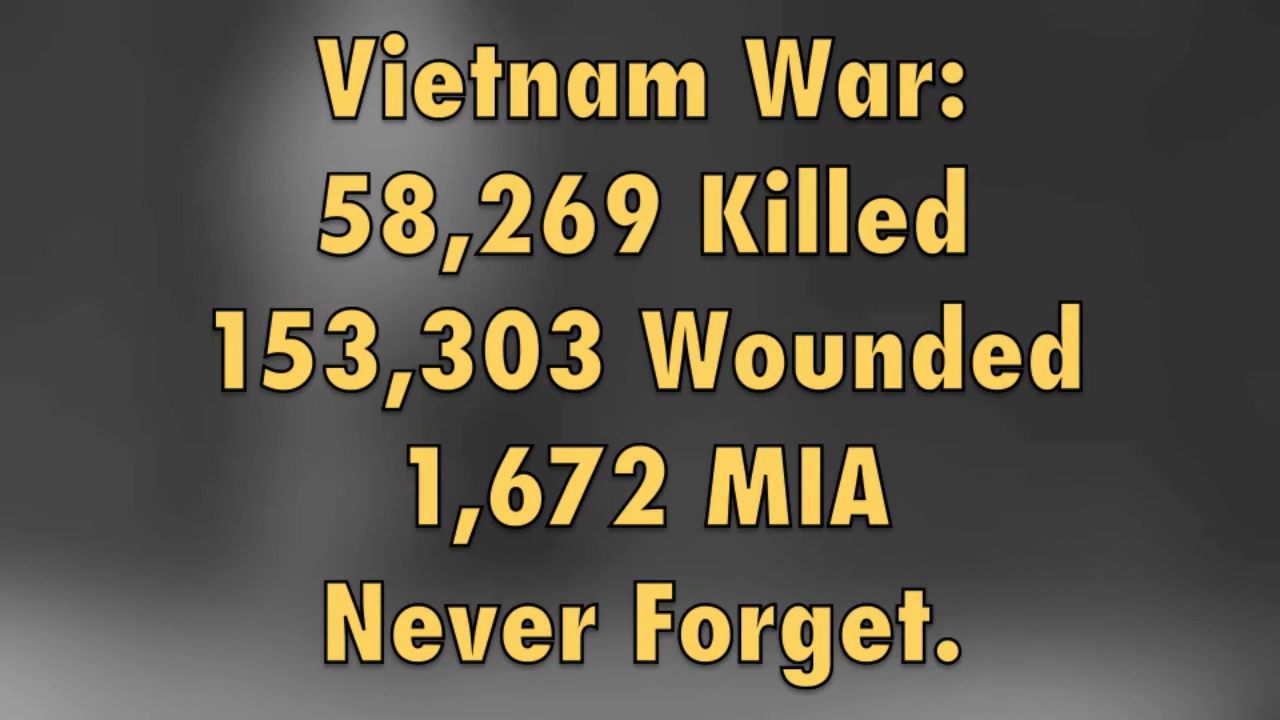 Vietnam War:
58,269 Killed
153,303 Wounded
1,672 MIA
Never Forget.